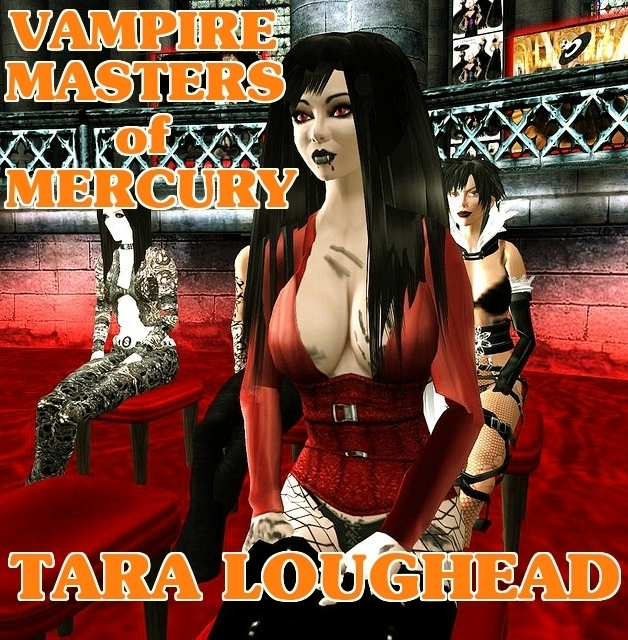 VAMPIRE
MASTERS
of
MERCURY
TARA LOUGHEAD